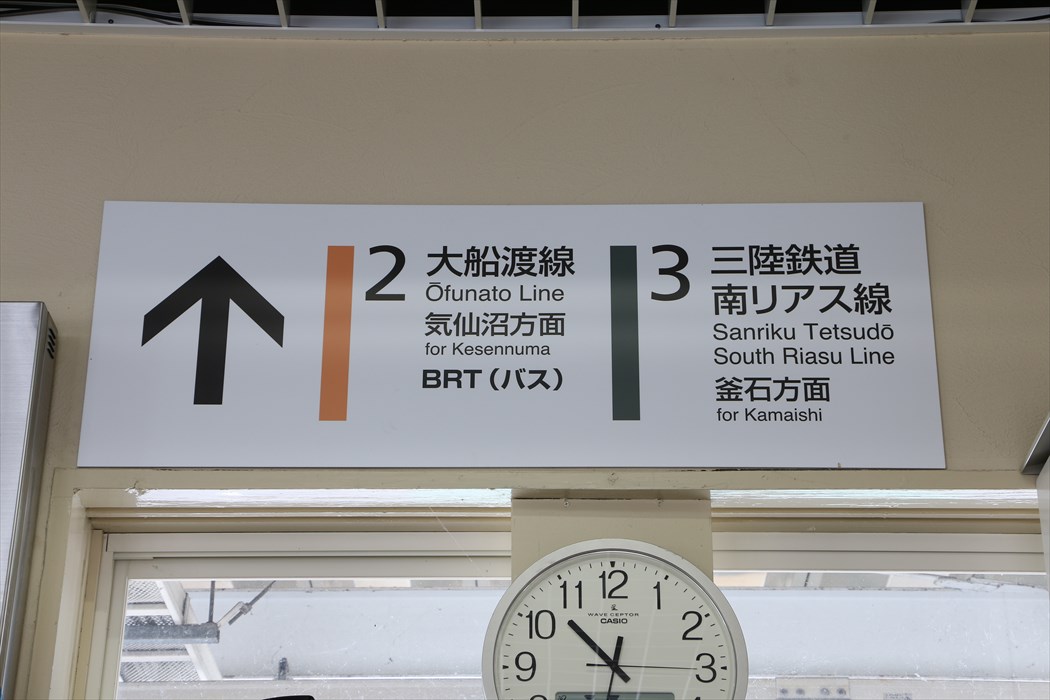 2
大船渡線
Ōfunato Line
気仙沼方面
for Kesennuma
BRT（バス）
3
三陸鉄道
南リアス線
Sanriku Tetsudō
South Riasu Line
釜石方面
for Kamaishi
11 12 1
10 2
9 3
WAVE CEPTOR
CASIO